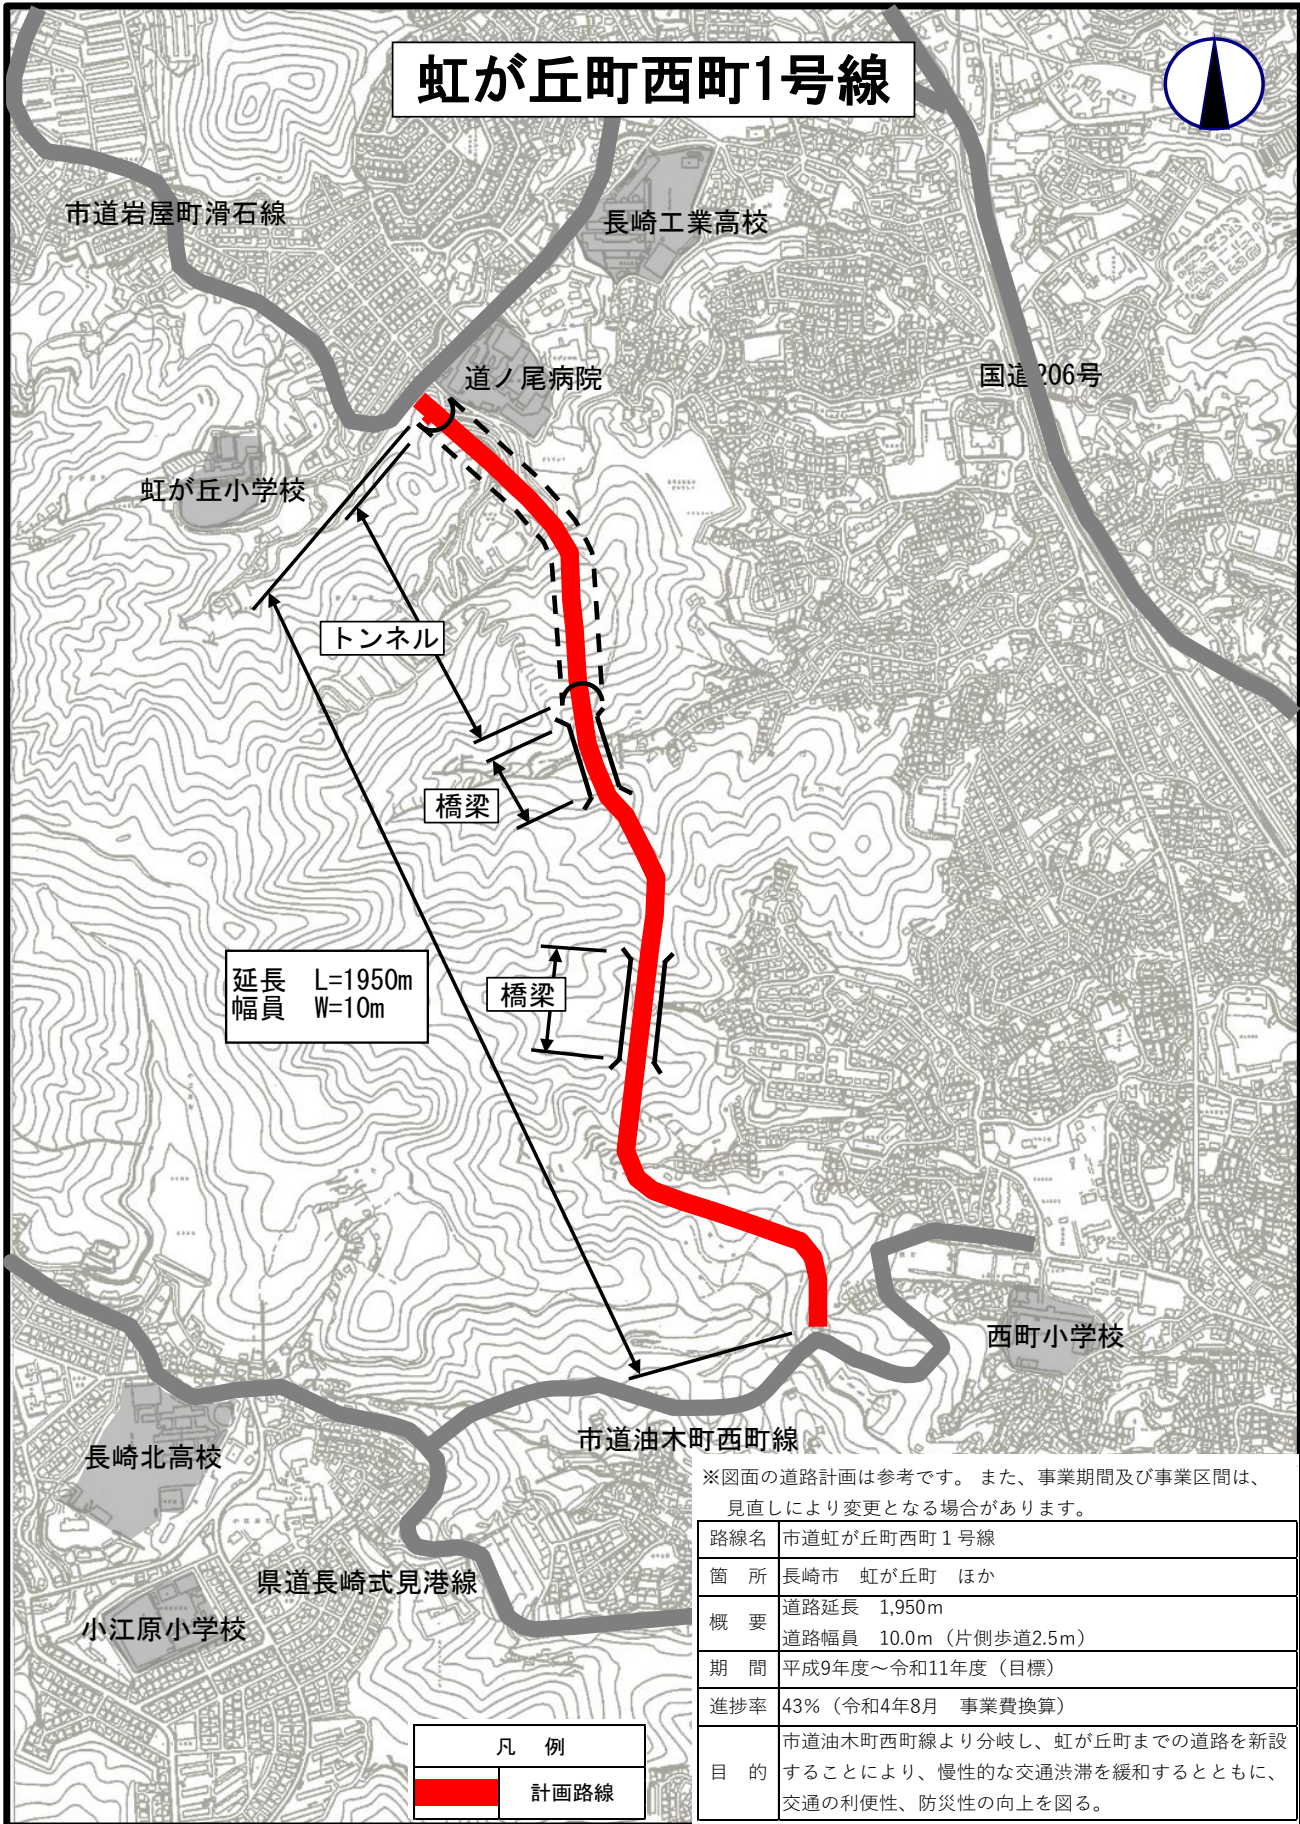 虹が丘町西町1号線
市道岩屋町滑石線
長崎工業高校
道ノ尾病院
国道206号
虹が丘小学校
トンネル
橋梁
延長 L=1950m
幅員 W=10m
橋梁
西町小学校
市道油木町西町線
長崎北高校
県道長崎式見港線
小江原小学校
※図面の道路計画は参考です。 また、事業期間及び事業区間は、
見直しにより変更となる場合があります。
路線名 市道虹が丘町西町1号線
箇 所 長崎市 虹が丘町 ほか
概 要 道路延長 1,950m
道路幅員 10.0m(片側歩道2.5m)
期 間 平成9年度～令和11年度(目標)
進捗率 43%(令和4年8月 事業費換算)
目 的 市道油木町西町線より分岐し、虹が丘町までの道路を新設
することにより、慢性的な交通渋滞を緩和するとともに、
交通の利便性、防災性の向上を図る。
凡 例
計画路線